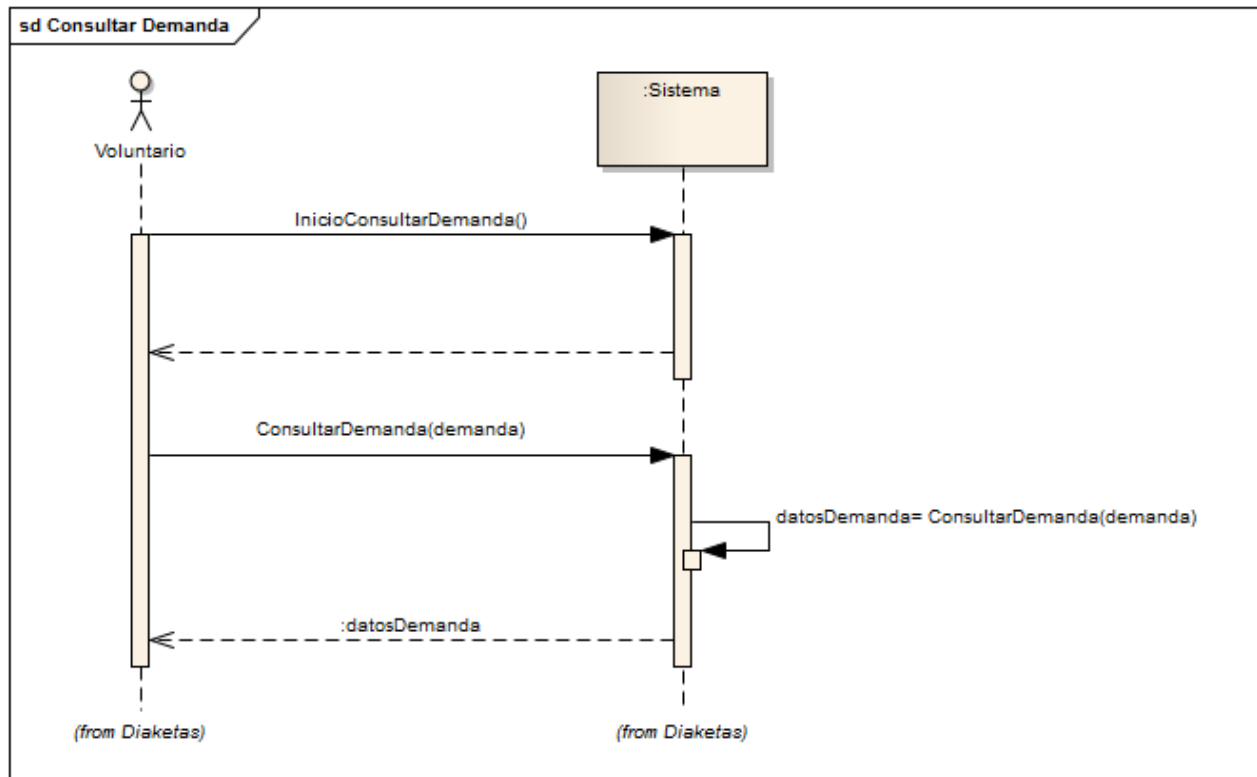 sd Consultar Demanda
:Sistema
Voluntario
InicioConsultarDemanda()
ConsultarDemanda(demanda)
datosDemanda= ConsultarDemanda(demanda)
:datosDemanda
(from Diaketas)
(from Diaketas)